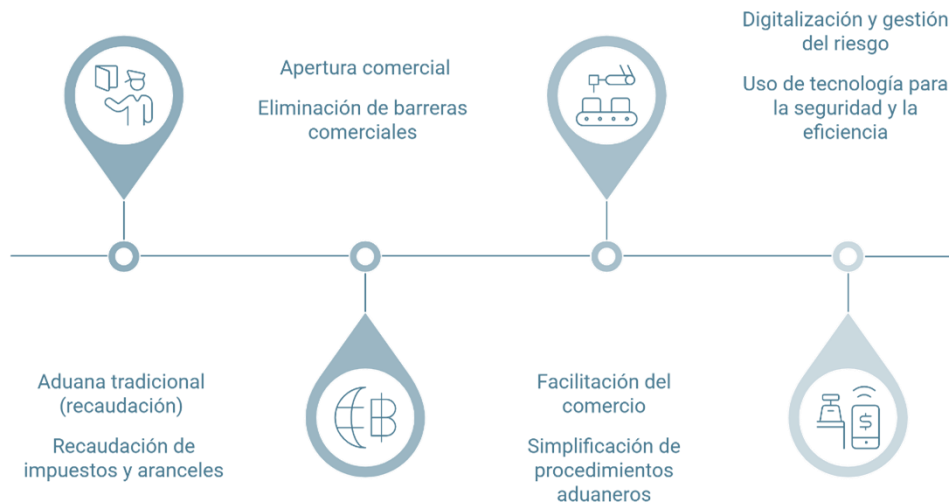 Aduana tradicional
(recaudación)
Recaudación de
impuestos y aranceles
Apertura comercial
Eliminación de barreras
comerciales
Facilitación del
comercio
Simplificación de
procedimientos
aduaneros
Digitalización y gestión
del riesgo
Uso de tecnología para
la seguridad y la
eficiencia